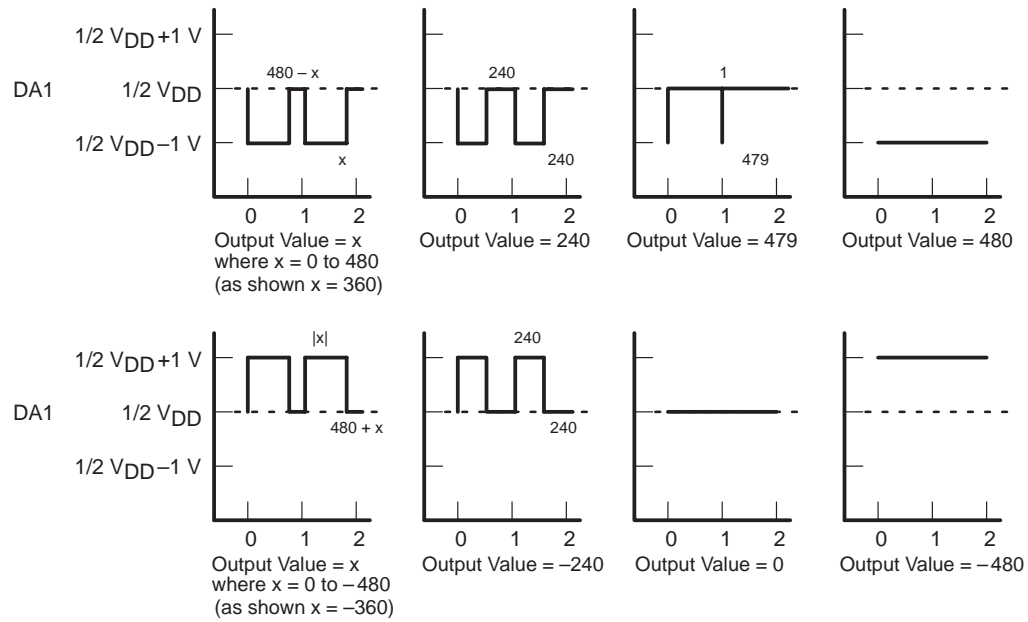 1/2 VDD+1 V
DA1 1/2 VDD
1/2 VDD−1 V
480 – x
x
0 1 2
Output Value = x
where x = 0 to 480
(as shown x = 360)
240
240
0 1 2
Output Value = 240
1
479
0 1 2
Output Value = 479
0 1 2
Output Value = 480
1/2 VDD+1 V
DA1 1/2 VDD
1/2 VDD−1 V
|x|
480 + x
0 1 2
Output Value = x
where x = 0 to –480
(as shown x = –360)
240
240
0 1 2
Output Value = –240
0 1 2
Output Value = 0
0 1 2
Output Value = –480